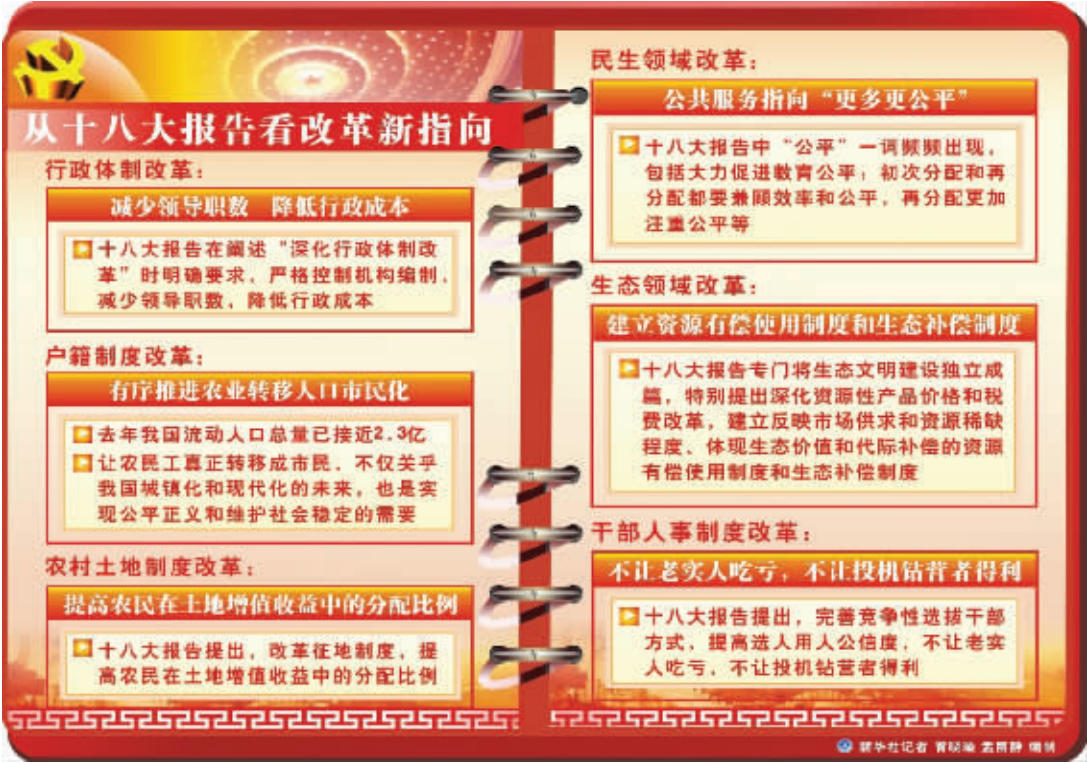 从十八大报告看改革新指向
行政体制改革：
减少领导职数 降低行政成本
十八大报告在阐述“深化行政体制改
革”时明确要求，严格控制机构编制，
减少领导职数，降低行政成本
户籍制度改革：
有序推进农业转移人口市民化
去年我国流动人口总量已接近2.3亿
让农民工真正转移成市民，不仅关乎
我国城镇化和现代化的未来，也是实
现公平正义和维护社会稳定的需要
农村土地制度改革：
提高农民在土地增值收益中的分配比例
十八大报告提出，改革征地制度，提
高农民在土地增值收益中的分配比例
民生领域改革：
公共服务指向“更多更公平”
十八大报告中“公平”一词频频出现，
包括大力促进教育公平；初次分配和再
分配都要兼顾效率和公平，再分配更加
注重公平等
生态领域改革：
建立资源有偿使用制度和生态补偿制度
十八大报告专门将生态文明建设独立成
篇，特别提出深化资源性产品价格和税
费改革，建立反映市场供求和资源稀缺
程度、体现生态价值和代际补偿的资源
有偿使用制度和生态补偿制度
干部人事制度改革：
不让老实人吃亏，不让投机钻营者得利
十八大报告提出，完善竞争性选拔干部
方式，提高选人用人公信度，不让老实
人吃亏，不让投机钻营者得利
新华社记者 编制